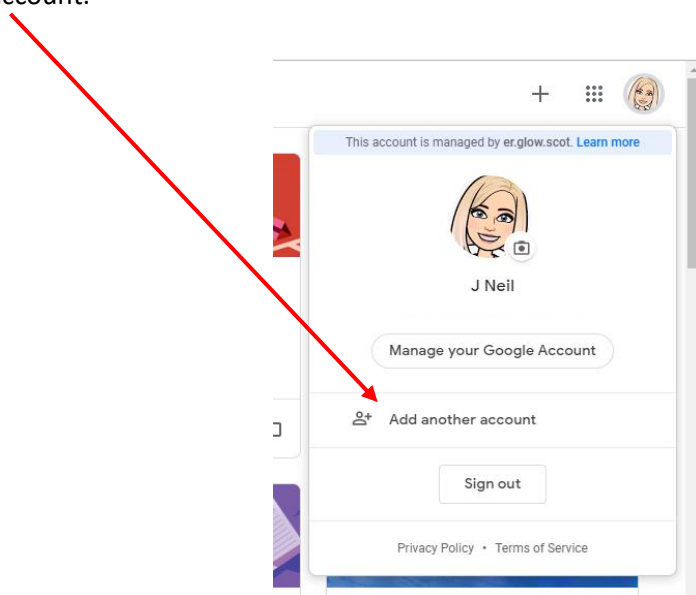 account.
This account is managed by er.glow.scot. Learn more
J Neil
Manage your Google Account
Add another account
Sign out
Privacy Policy • Terms of Service